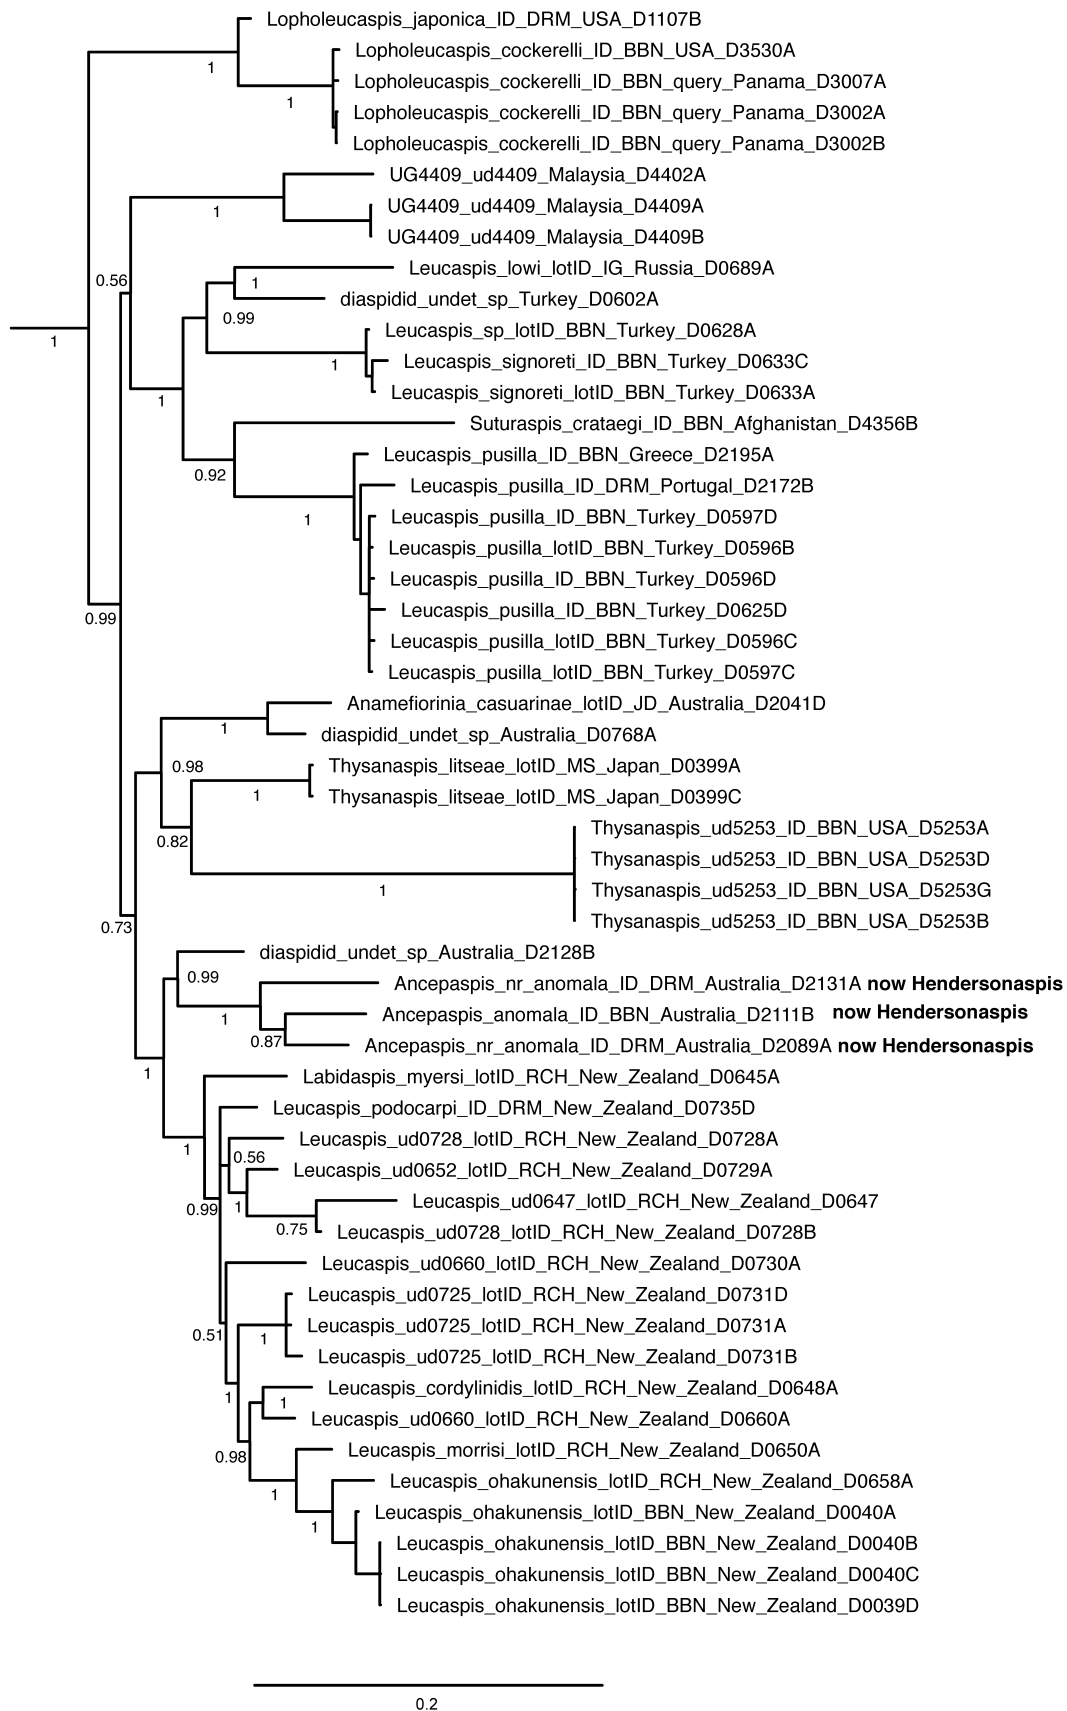 Lopholeucaspis_japonica_ID_DRM_USA_D1107B
Lopholeucaspis_cockerelli_ID_BBN_USA_D3530A
1
Lopholeucaspis_cockerelli_ID_BBN_query_Panama_D3007A
1
Lopholeucaspis_cockerelli_ID_BBN_query_Panama_D3002A
Lopholeucaspis_cockerelli_ID_BBN_query_Panama_D3002B
UG4409_ud4409_Malaysia_D4402A
UG4409_ud4409_Malaysia_D4409A
1
UG4409_ud4409_Malaysia_D4409B
Leucaspis_lowi_lotID_IG_Russia_D0689A
0.56
1
diaspidid_undet_sp_Turkey_D0602A
0.99
Leucaspis_sp_lotID_BBN_Turkey_D0628A
1
Leucaspis_signoreti_ID_BBN_Turkey_D0633C
1
Leucaspis_signoreti_lotID_BBN_Turkey_D0633A
1
Suturaspis_crataegi_ID_BBN_Afghanistan_D4356B
Leucaspis_pusilla_ID_BBN_Greece_D2195A
0.92
Leucaspis_pusilla_ID_DRM_Portugal_D2172B
1
Leucaspis_pusilla_ID_BBN_Turkey_D0597D
Leucaspis_pusilla_lotID_BBN_Turkey_D0596B
Leucaspis_pusilla_ID_BBN_Turkey_D0596D
Leucaspis_pusilla_ID_BBN_Turkey_D0625D
0.99
Leucaspis_pusilla_lotID_BBN_Turkey_D0596C
Leucaspis_pusilla_lotID_BBN_Turkey_D0597C
Anamefiorinia_casuarinae_lotID_JD_Australia_D2041D
1
diaspidid_undet_sp_Australia_D0768A
0.98
Thysanaspis_litseae_lotID_MS_Japan_D0399A
1
Thysanaspis_litseae_lotID_MS_Japan_D0399C
Thysanaspis_ud5253_ID_BBN_USA_D5253A
0.82
Thysanaspis_ud5253_ID_BBN_USA_D5253D
1
Thysanaspis_ud5253_ID_BBN_USA_D5253G
Thysanaspis_ud5253_ID_BBN_USA_D5253B
0.73
diaspidid_undet_sp_Australia_D2128B
0.99
Ancepaspis_nr_anomala_ID_DRM_Australia_D2131A now Hendersonaspis
1
Ancepaspis_anomala_ID_BBN_Australia_D2111B now Hendersonaspis
0.87
Ancepaspis_nr_anomala_ID_DRM_Australia_D2089A now Hendersonaspis
1
Labidaspis_myersi_lotID_RCH_New_Zealand_D0645A
Leucaspis_podocarpi_ID_DRM_New_Zealand_D0735D
Leucaspis_ud0728_lotID_RCH_New_Zealand_D0728A
1
0.56
Leucaspis_ud0652_lotID_RCH_New_Zealand_D0729A
Leucaspis_ud0647_lotID_RCH_New_Zealand_D0647
0.99
1
0.75
Leucaspis_ud0728_lotID_RCH_New_Zealand_D0728B
Leucaspis_ud0660_lotID_RCH_New_Zealand_D0730A
Leucaspis_ud0725_lotID_RCH_New_Zealand_D0731D
Leucaspis_ud0725_lotID_RCH_New_Zealand_D0731A
0.51
1
Leucaspis_ud0725_lotID_RCH_New_Zealand_D0731B
Leucaspis_cordylinidis_lotID_RCH_New_Zealand_D0648A
1
1
Leucaspis_ud0660_lotID_RCH_New_Zealand_D0660A
Leucaspis_morrisi_lotID_RCH_New_Zealand_D0650A
0.98
Leucaspis_ohakunensis_lotID_RCH_New_Zealand_D0658A
1
Leucaspis_ohakunensis_lotID_BBN_New_Zealand_D0040A
1
Leucaspis_ohakunensis_lotID_BBN_New_Zealand_D0040B
Leucaspis_ohakunensis_lotID_BBN_New_Zealand_D0040C
Leucaspis_ohakunensis_lotID_BBN_New_Zealand_D0039D
0.2